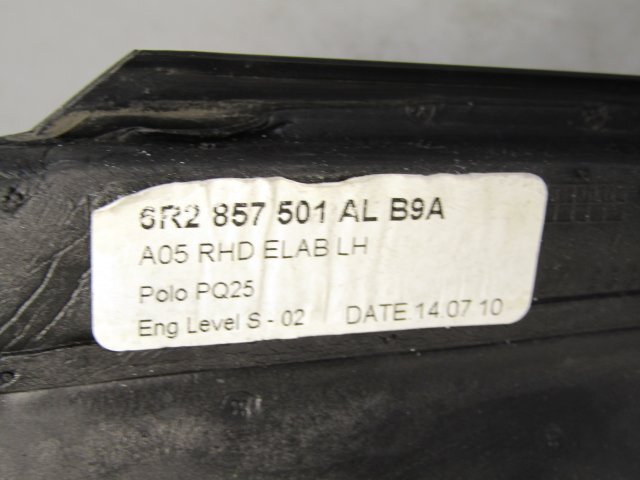 6R2 857 501 AL B9A
A05 RHD ELAB LH
Polo PQ25
Eng Level S - 02 DATE 14.07 10